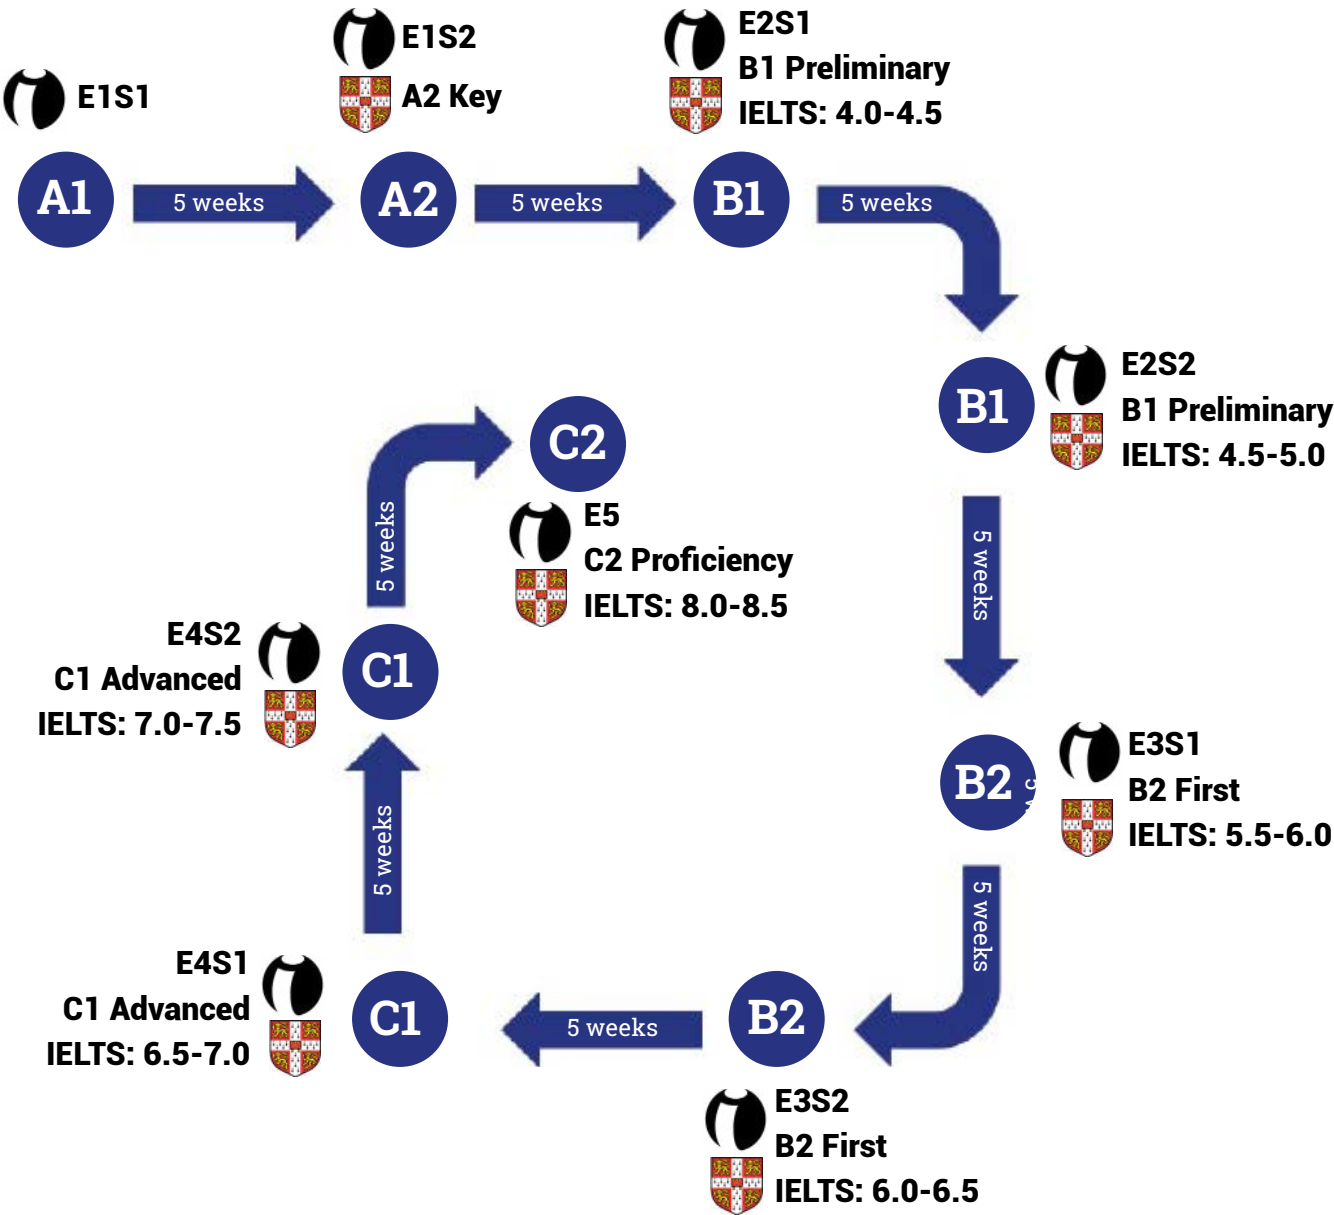 E1S1
A1
5 weeks
E1S2
A2 Key
A2
5 weeks
E2S1
B1 Preliminary
IELTS: 4.0-4.5
B1
5 weeks
B1
E2S2
B1 Preliminary
IELTS: 4.5-5.0
5 weeks
B2
E3S1
B2 First
IELTS: 5.5-6.0
5 weeks
B2
E3S2
B2 First
IELTS: 6.0-6.5
5 weeks
C1
E4S1
C1 Advanced
IELTS: 6.5-7.0
5 weeks
C1
E4S2
C1 Advanced
IELTS: 7.0-7.5
5 weeks
C2
E5
C2 Proficiency
IELTS: 8.0-8.5